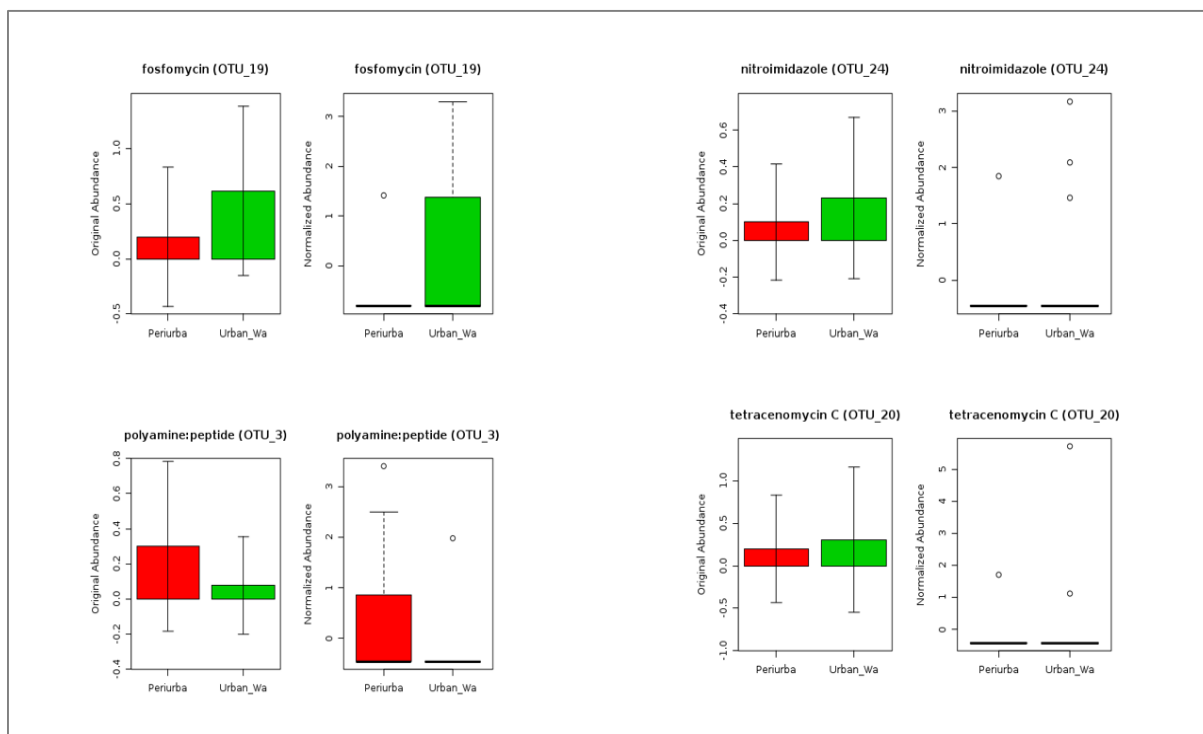 fosfomycin (OTU_19)
Original Abundance
1.0
0.5
0.0
-0.5
Periurba Urban_Wa
fosfomycin (OTU_19)
Normalized Abundance
3
2
1
0
Periurba Urban_Wa
nitroimidazole (OTU_24)
Original Abundance
0.6
0.4
0.2
0.0
-0.2
-0.4
Periurba Urban_Wa
nitroimidazole (OTU_24)
Normalized Abundance
3
2
1
0
Periurba Urban_Wa
polyamine:peptide (OTU_3)
Original Abundance
0.8
0.6
0.4
0.2
0.0
-0.2
-0.4
Periurba Urban_Wa
polyamine:peptide (OTU_3)
Normalized Abundance
3
2
1
0
Periurba Urban_Wa
tetracenomycin C (OTU_20)
Original Abundance
1.0
0.5
0.0
-0.5
-1.0
Periurba Urban_Wa
tetracenomycin C (OTU_20)
Normalized Abundance
5
4
3
2
1
0
Periurba Urban_Wa